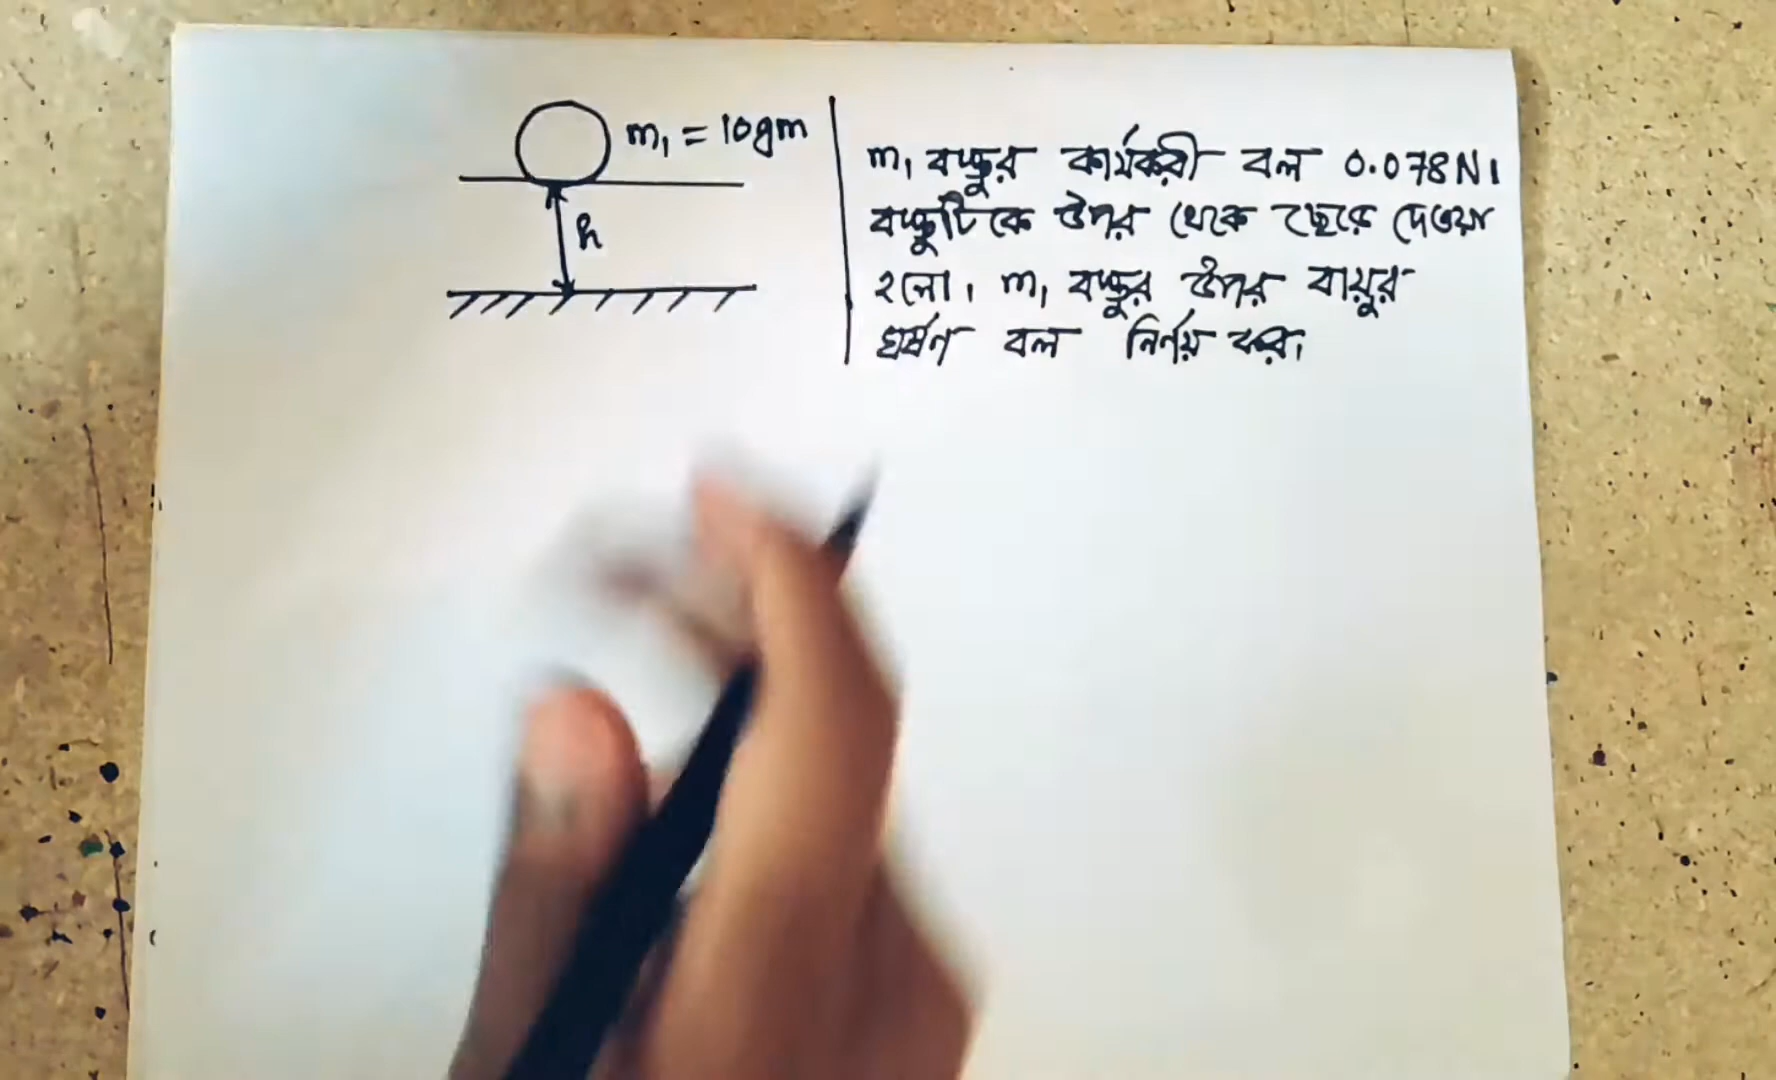 m₁ = 10gm
h
m₁ বস্তুর কার্যকরী বল 0.078N।
বস্তুটিকে উপর থেকে ছেরে দেওয়া
হলো। m₁ বস্তুর উপর বায়ুর
ঘর্ষণ বল নির্ণয় কর।